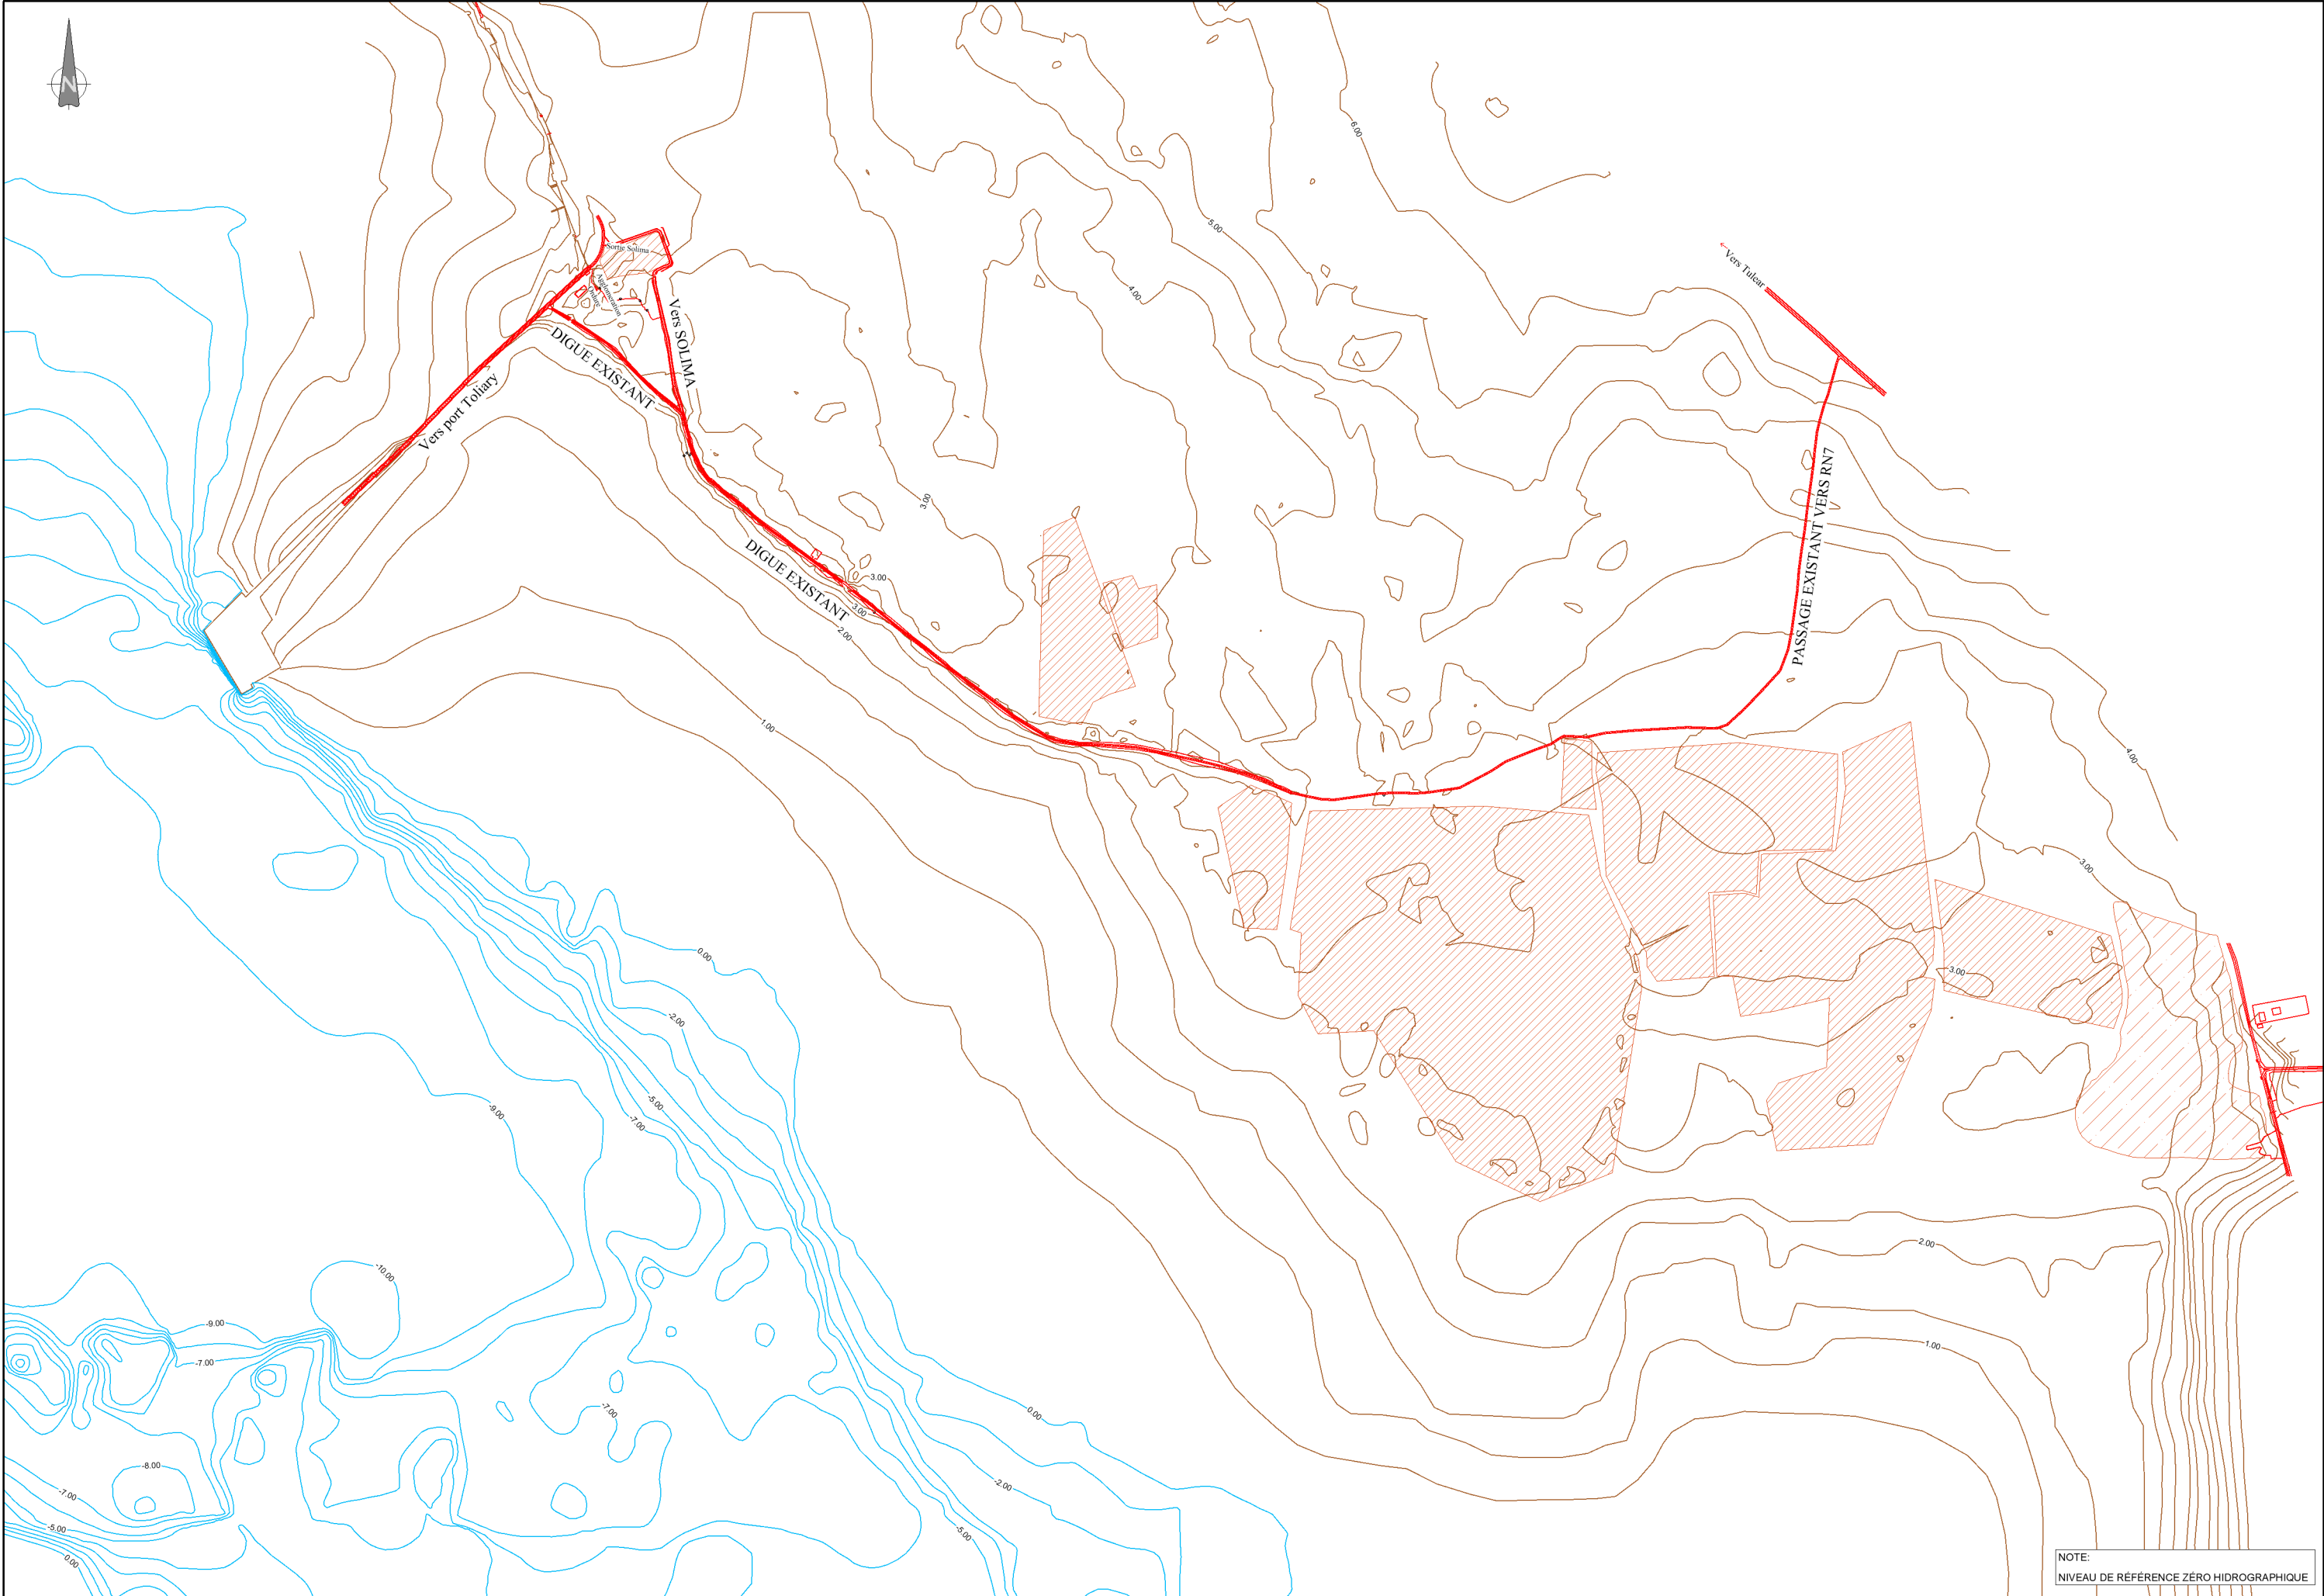 N
6.00
5.00
Sortie Solima
Vers Tulear
Agglomeration
Ordure
4.00
Vers SOLIMA
DIGUE EXISTANT
Vers port Toliary
3.00
PASSAGE EXISTANT VERS RN7
DIGUE EXISTANT
3.00
3.00
2.00
1.00
4.00
3.00
0.00
3.00
-2.00
-5.00
-9.00
-7.00
2.00
-10.00
-9.00
1.00
-7.00
-7.00
0.00
-8.00
-2.00
-7.00
-5.00
-5.00
0.00
NOTE:
NIVEAU DE RÉFÉRENCE ZÉRO HIDROGRAPHIQUE